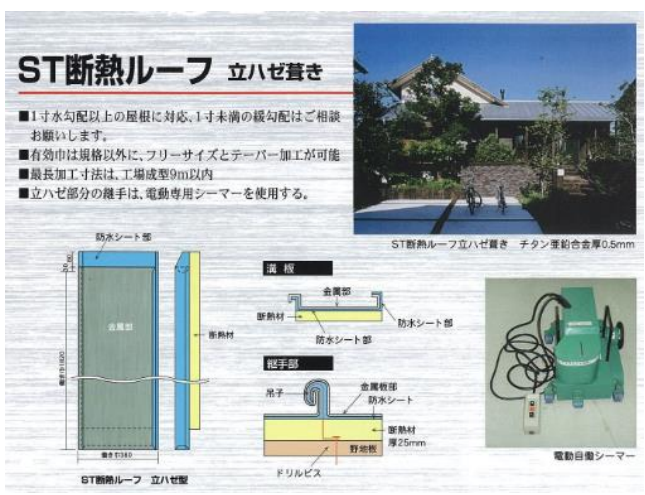 ST断熱ルーフ 立ハゼ葺き
■1寸水勾配以上の屋根に対応、1寸未満の緩勾配はご相談
お願いします。
■有効巾は規格以外に、フリーサイズとテーパー加工が可能
■最長加工寸法は、工場成型9m以内
■立ハゼ部分の継手は、電動専用シーマーを使用する。
ST断熱ルーフ立ハゼ葺き チタン亜鉛合金厚0.5mm
防水シート部
金属部
断熱材
働き巾380
ST断熱ルーフ 立ハゼ型
溝板
金属部
断熱材
防水シート部
防水シート部
継手部
吊子
金属板部
防水シート
断熱材
厚25mm
野地板
ドリルビス
電動自働シーマー